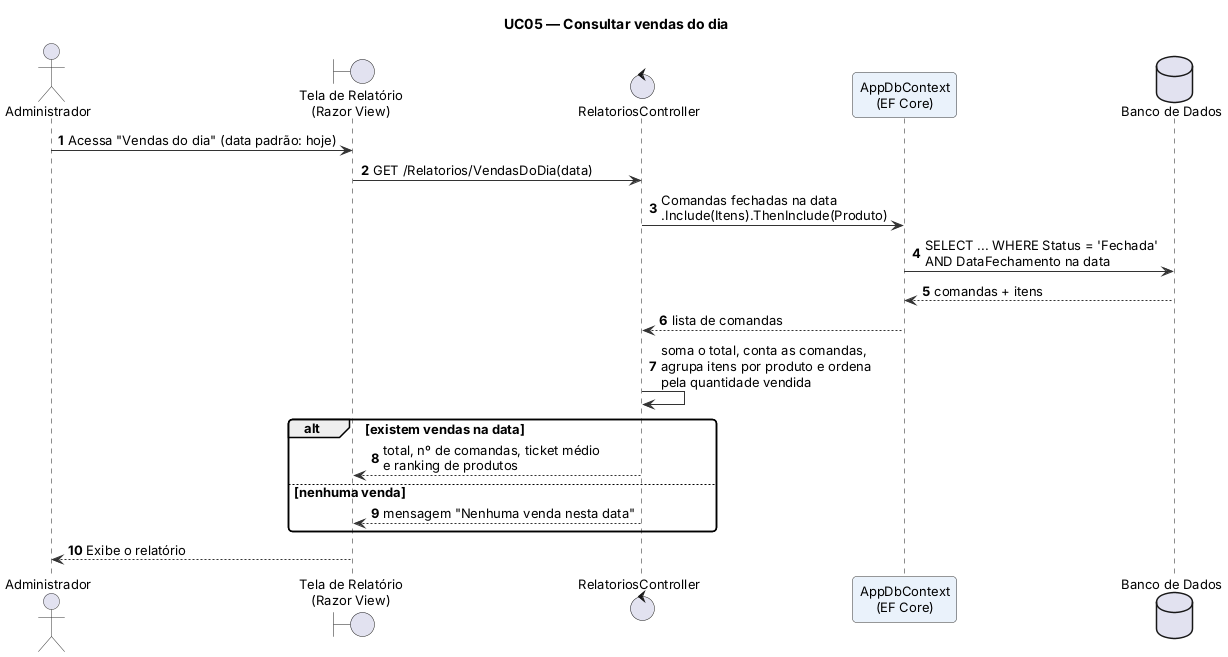 UC05 — Consultar vendas do dia
Administrador
Tela de Relatório
(Razor View)
RelatoriosController
AppDbContext
(EF Core)
Banco de Dados
1 Acessa "Vendas do dia" (data padrão: hoje)
2 GET /Relatorios/VendasDoDia(data)
3 Comandas fechadas na data
.Include(Itens).ThenInclude(Produto)
4 SELECT ... WHERE Status = 'Fechada'
AND DataFechamento na data
5 comandas + itens
6 lista de comandas
7 soma o total, conta as comandas,
agrupa itens por produto e ordena
pela quantidade vendida
alt [existem vendas na data]
8 total, nº de comandas, ticket médio
e ranking de produtos
[nenhuma venda]
9 mensagem "Nenhuma venda nesta data"
10 Exibe o relatório
Administrador
Tela de Relatório
(Razor View)
RelatoriosController
AppDbContext
(EF Core)
Banco de Dados